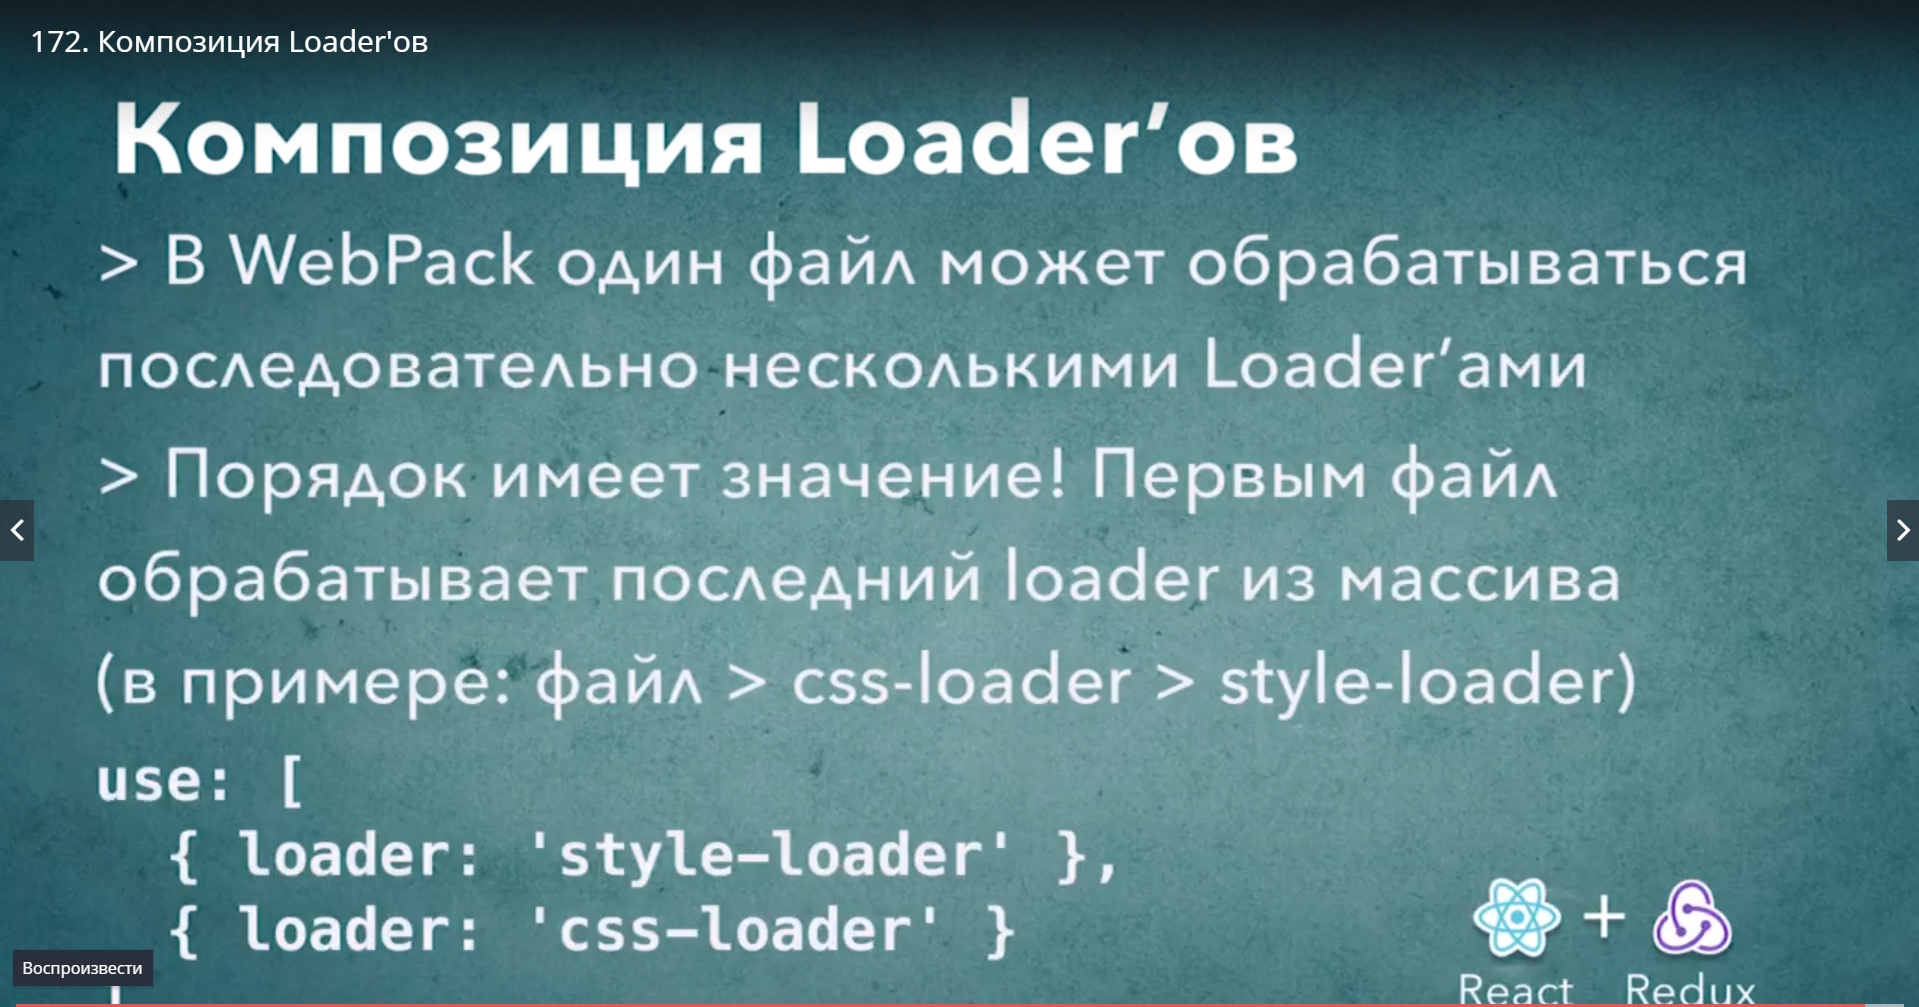 172. Композиция Loader'ов
Композиция Loader’ов
> В WebPack один файл может обрабатываться
последовательно несколькими Loader’ами
> Порядок имеет значение! Первым файл
обрабатывает последний loader из массива
(в примере: файл > css-loader > style-loader)
use: [
{ loader: 'style-loader' },
{ loader: 'css-loader' }
Воспроизвести
React + Redux